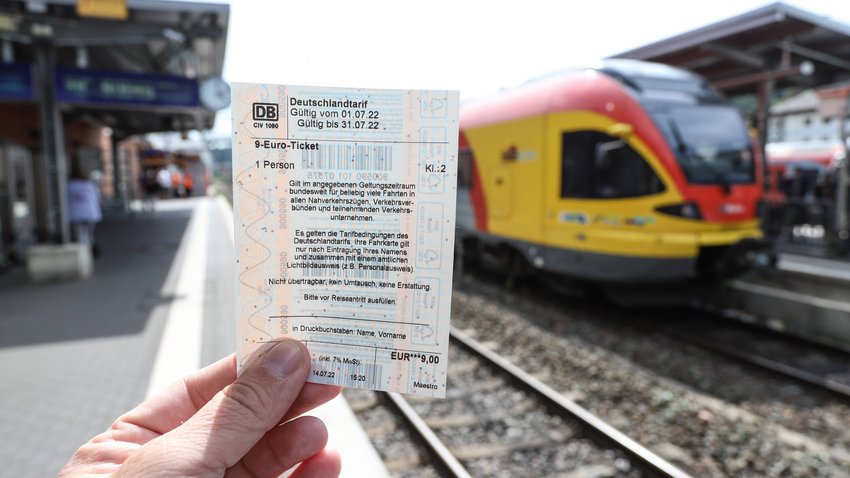 DB
CIV 1080
Deutschlandtarif
Gültig vom 01.07.22
Gültig bis 31.07.22
9-Euro-Ticket
1 Person
Kl.:2
Gilt im angegebenen Geltungszeitraum
bundesweit für beliebig viele Fahrten in
allen Nahverkehrszügen, Verkehrsver-
bünden und teilnehmenden Verkehrs-
unternehmen.
Es gelten die Tarifbedingungen des
Deutschlandtarifs. Ihre Fahrkarte gilt
nur nach Eintragung Ihres Namens
und zusammen mit einem amtlichen
Lichtbildausweis (z.B. Personalausweis)
Nicht übertragbar, kein Umtausch, keine Erstattung.
Bitte vor Reiseantritt ausfüllen
in Druckbuchstaben: Name, Vorname
EUR***9,00
(inkl. 7% MwSt)
14.07.22 15:20
Maestro